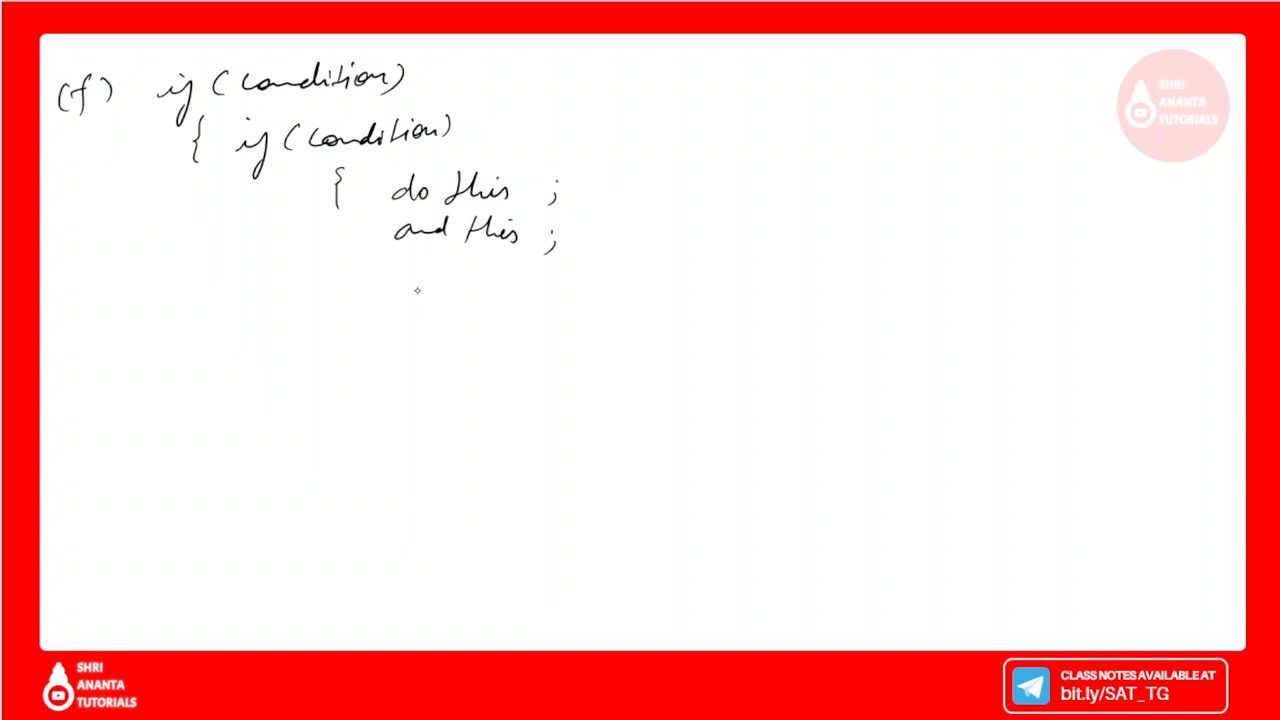 (f) if (condition)
{ if (condition)
{ do this ;
and this ;
SHRI
ANANTA
TUTORIALS
SHRI
ANANTA
TUTORIALS
CLASS NOTES AVAILABLE AT
bit.ly/SAT_TG